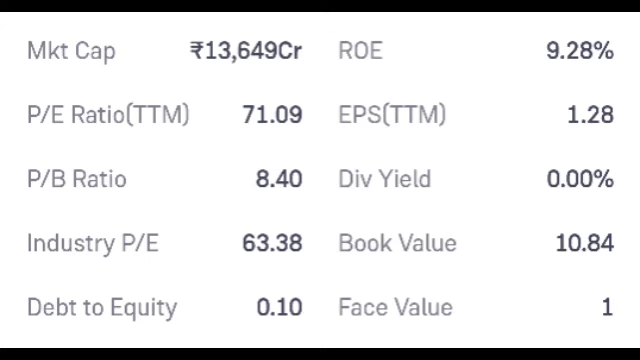 Mkt Cap ₹13,649Cr ROE 9.28%
P/E Ratio(TTM) 71.09 EPS(TTM) 1.28
P/B Ratio 8.40 Div Yield 0.00%
Industry P/E 63.38 Book Value 10.84
Debt to Equity 0.10 Face Value 1